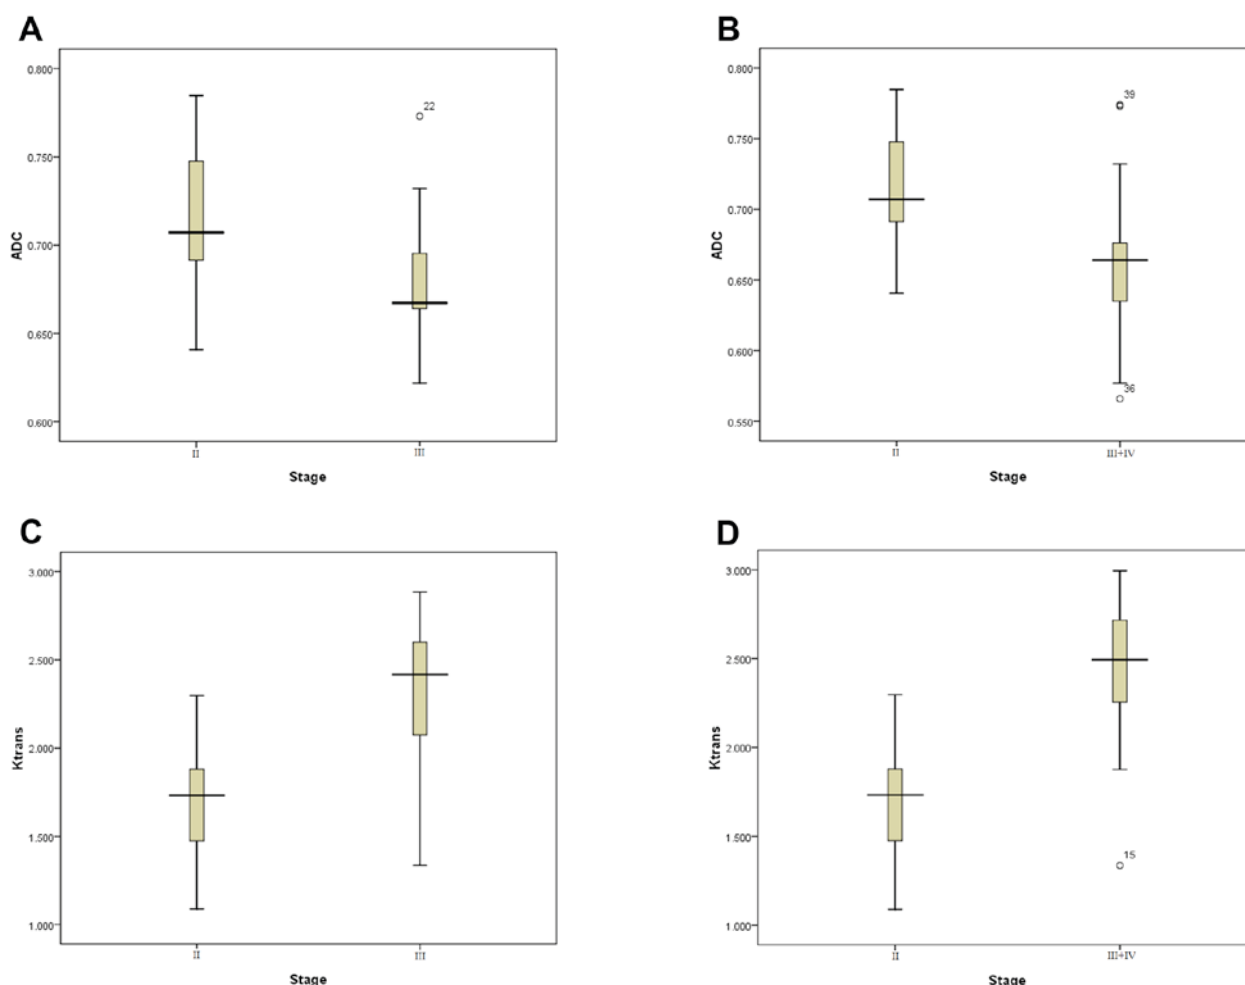 A
ADC
0.800
0.750
0.700
0.650
0.600
22
II
III
Stage
B
ADC
0.800
0.750
0.700
0.650
0.600
0.550
39
36
II
III+IV
Stage
C
Ktrans
3.000
2.500
2.000
1.500
1.000
II
III
Stage
D
Ktrans
3.000
2.500
2.000
1.500
1.000
15
II
III+IV
Stage